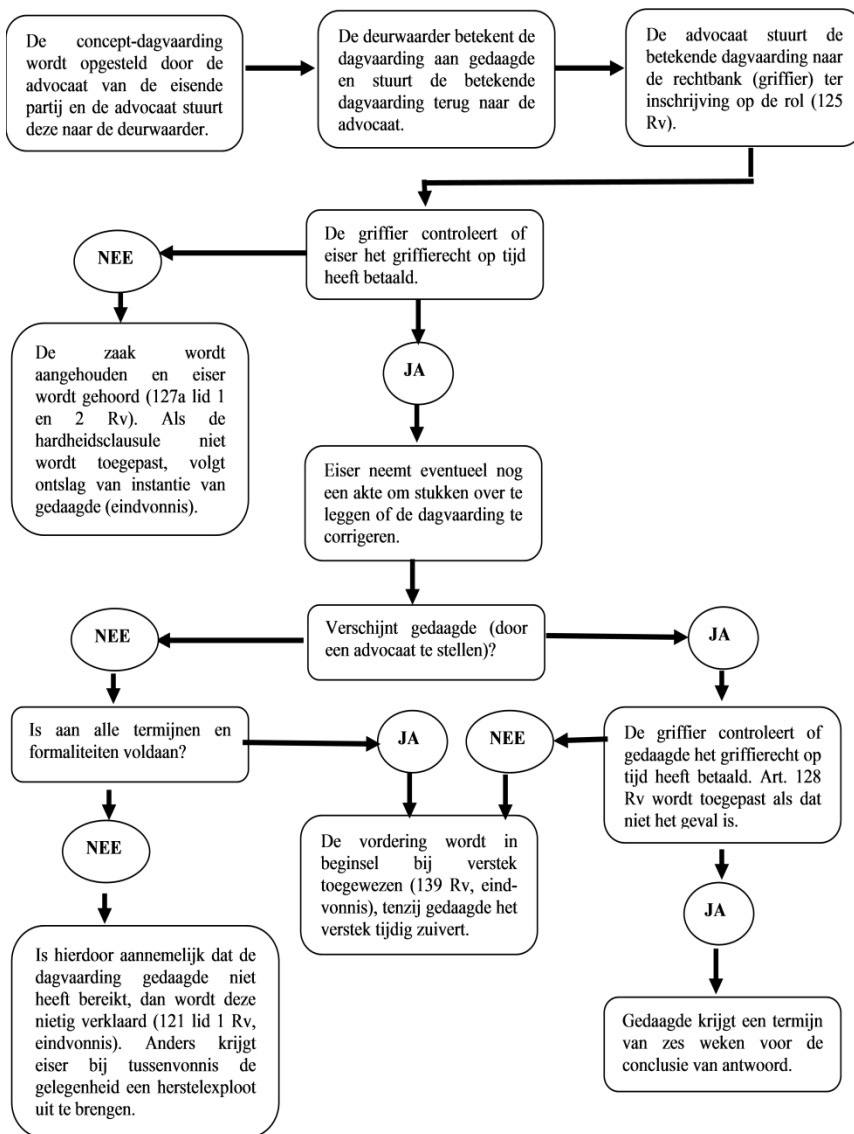 De concept-dagvaarding
wordt opgesteld door de
advocaat van de eisende
partij en de advocaat stuurt
deze naar de deurwaarder.
De deurwaarder betekent de
dagvaarding aan gedaagde
en stuurt de betekende
dagvaarding terug naar de
advocaat.
De advocaat stuurt de
betekende dagvaarding naar
de rechtbank (griffier) ter
inschrijving op de rol (125
Rv).
De griffier controleert of
eiser het griffierecht op tijd
heeft betaald.
NEE
De zaak wordt
aangehouden en eiser
wordt gehoord (127a lid 1
en 2 Rv). Als de
hardheidsclausule niet
wordt toegepast, volgt
ontslag van instantie van
gedaagde (eindvonnis).
JA
Eiser neemt eventueel nog
een akte om stukken over te
leggen of de dagvaarding te
corrigeren.
Verschijnt gedaagde (door
een advocaat te stellen)?
NEE
JA
Is aan alle termijnen en
formaliteiten voldaan?
JA
NEE
De griffier controleert of
gedaagde het griffierecht op
tijd heeft betaald. Art. 128
Rv wordt toegepast als dat
niet het geval is.
NEE
De vordering wordt in
beginsel bij verstek
toegewezen (139 Rv, eind-
vonnis), tenzij gedaagde het
verstek tijdig zuivert.
JA
Is hierdoor aannemelijk dat de
dagvaarding gedaagde niet
heeft bereikt, dan wordt deze
nietig verklaard (121 lid 1 Rv,
eindvonnis). Anders krijgt
eiser bij tussenvonnis de
gelegenheid een herstelexploot
uit te brengen.
Gedaagde krijgt een termijn
van zes weken voor de
conclusie van antwoord.